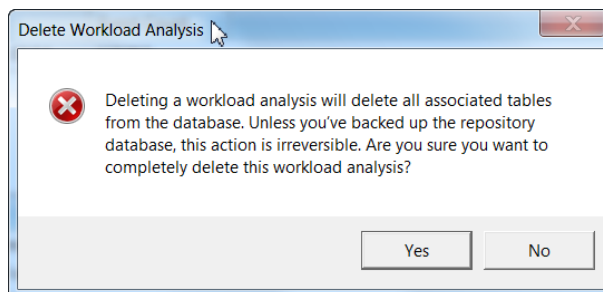 Delete Workload Analysis
Deleting a workload analysis will delete all associated tables
from the database. Unless you've backed up the repository
database, this action is irreversible. Are you sure you want to
completely delete this workload analysis?
Yes
No